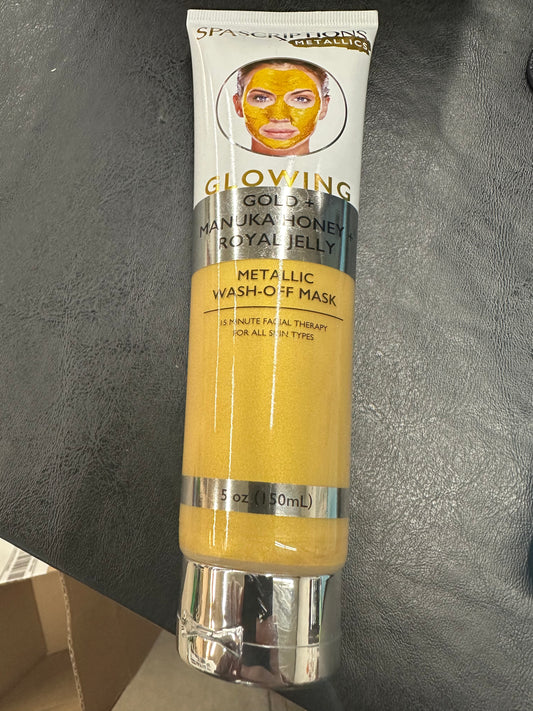 SPASCRIPTIONS
METALLICS
GLOWING
GOLD +
MANUKA HONEY +
ROYAL JELLY
METALLIC
WASH-OFF MASK
15 MINUTE FACIAL THERAPY
FOR ALL SKIN TYPES
5 oz (150mL)